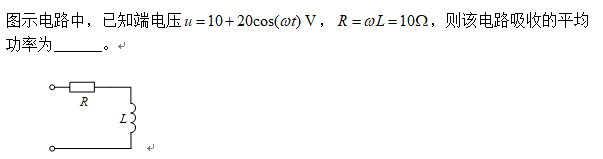 图示电路中，已知端电压u=10+20cos(ωt) V， R=ωL=10Ω，则该电路吸收的平均
功率为______。
R
L